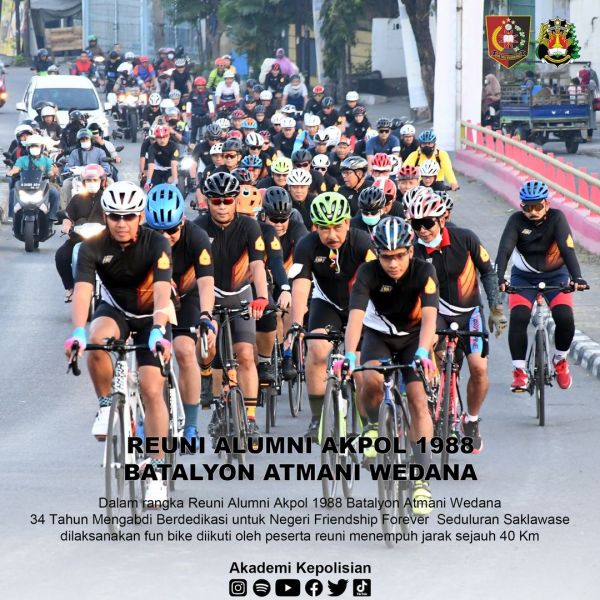 REUNI ALUMNI AKPOL 1988
BATALYON ATMANI WEDANA
Dalam rangka Reuni Alumni Akpol 1988 Batalyon Atmani Wedana
34 Tahun Mengabdi Berdedikasi untuk Negeri Friendship Forever Seduluran Saklawase
dilaksanakan fun bike diikuti oleh peserta reuni menempuh jarak sejauh 40 Km
Akademi Kepolisian